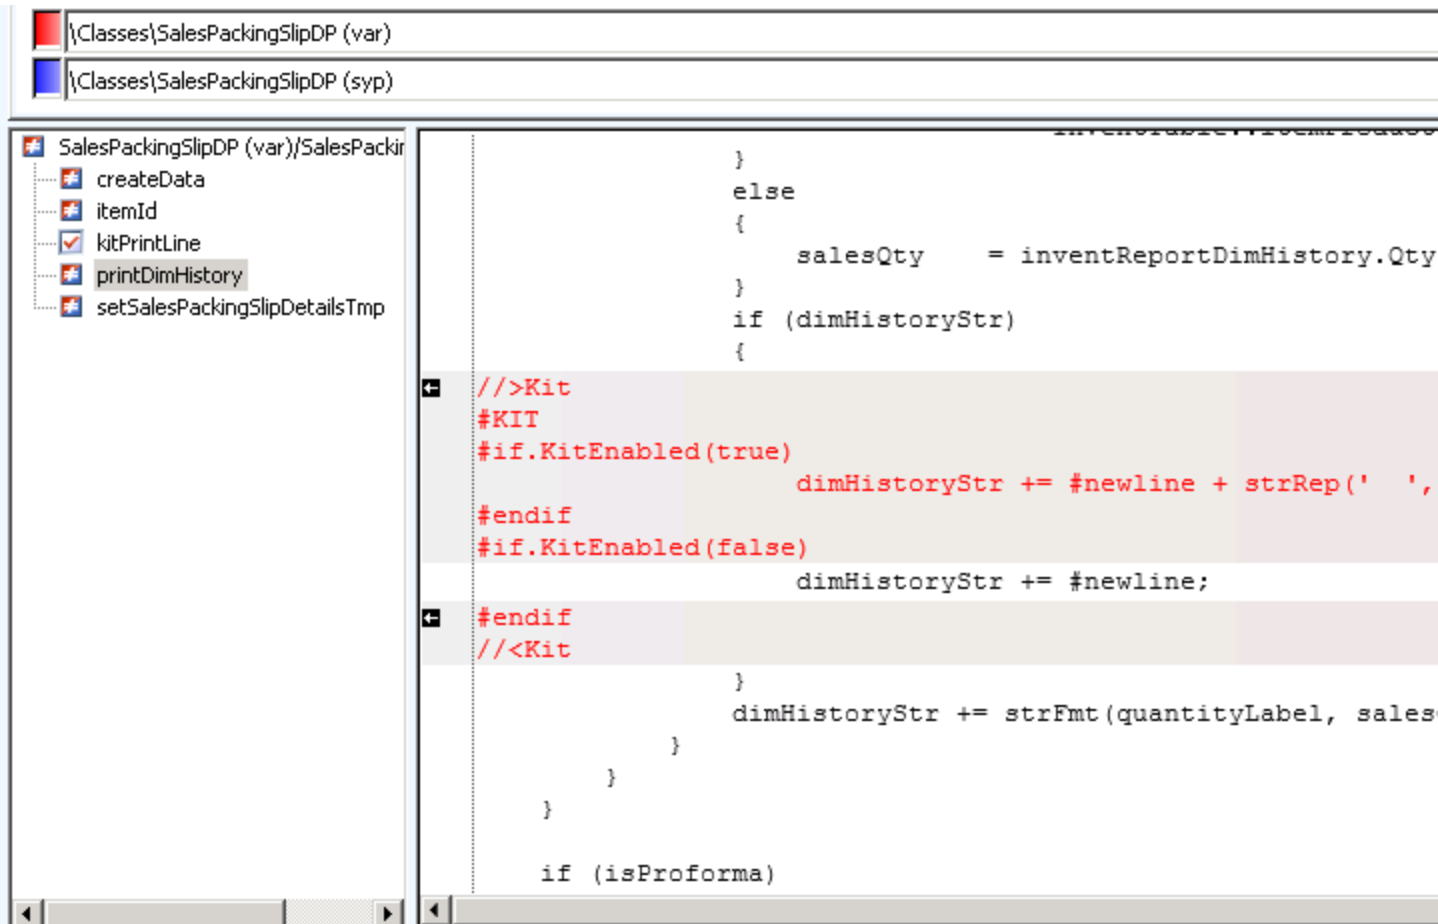 \Classes\SalesPackingSlipDP (var)
\Classes\SalesPackingSlipDP (syp)
SalesPackingSlipDP (var)/SalesPackin
createData
itemId
kitPrintLine
printDimHistory
setSalesPackingSlipDetailsTmp
}
else
{
salesQty    = inventReportDimHistory.Qty
}
if (dimHistoryStr)
{
//>Kit
#KIT
#if.KitEnabled(true)
dimHistoryStr += #newline + strRep('  ',
#endif
#if.KitEnabled(false)
dimHistoryStr += #newline;
#endif
//<Kit
}
dimHistoryStr += strFmt(quantityLabel, sales
}
}
}
if (isProforma)